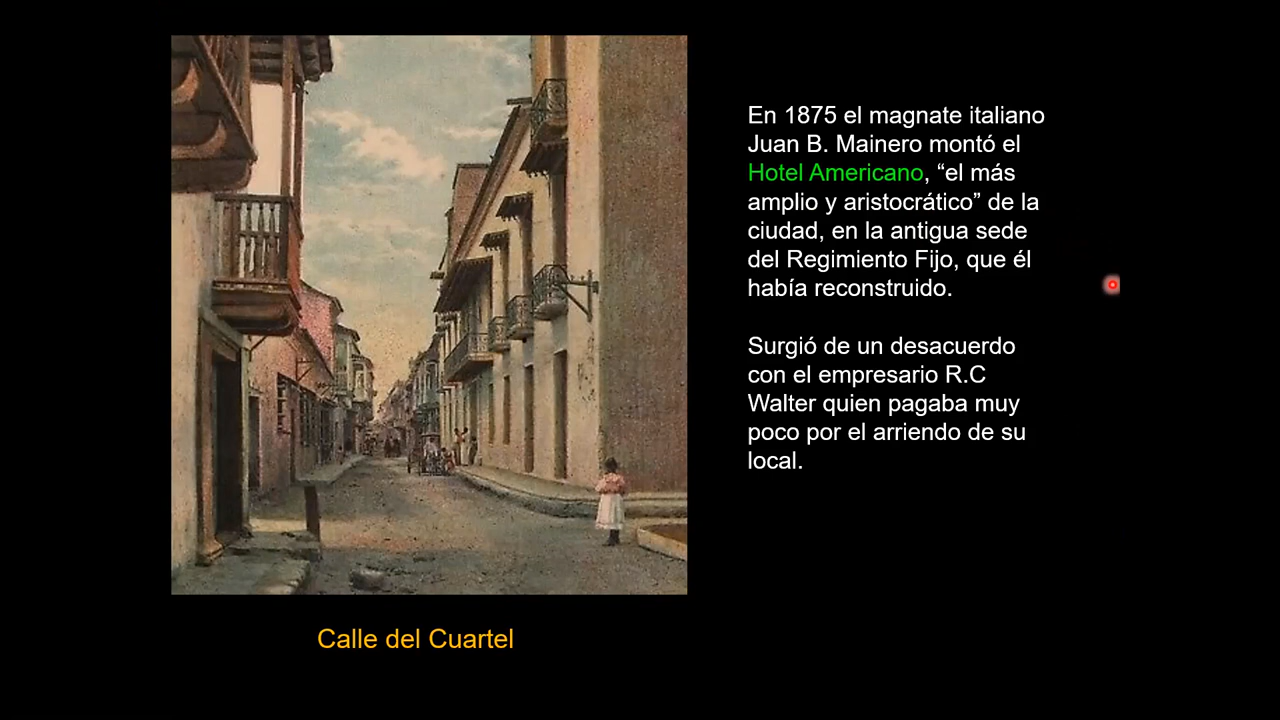 En 1875 el magnate italiano
Juan B. Mainero montó el
Hotel Americano, “el más
amplio y aristocrático” de la
ciudad, en la antigua sede
del Regimiento Fijo, que él
había reconstruido.
Surgió de un desacuerdo
con el empresario R.C
Walter quien pagaba muy
poco por el arriendo de su
local.
Calle del Cuartel